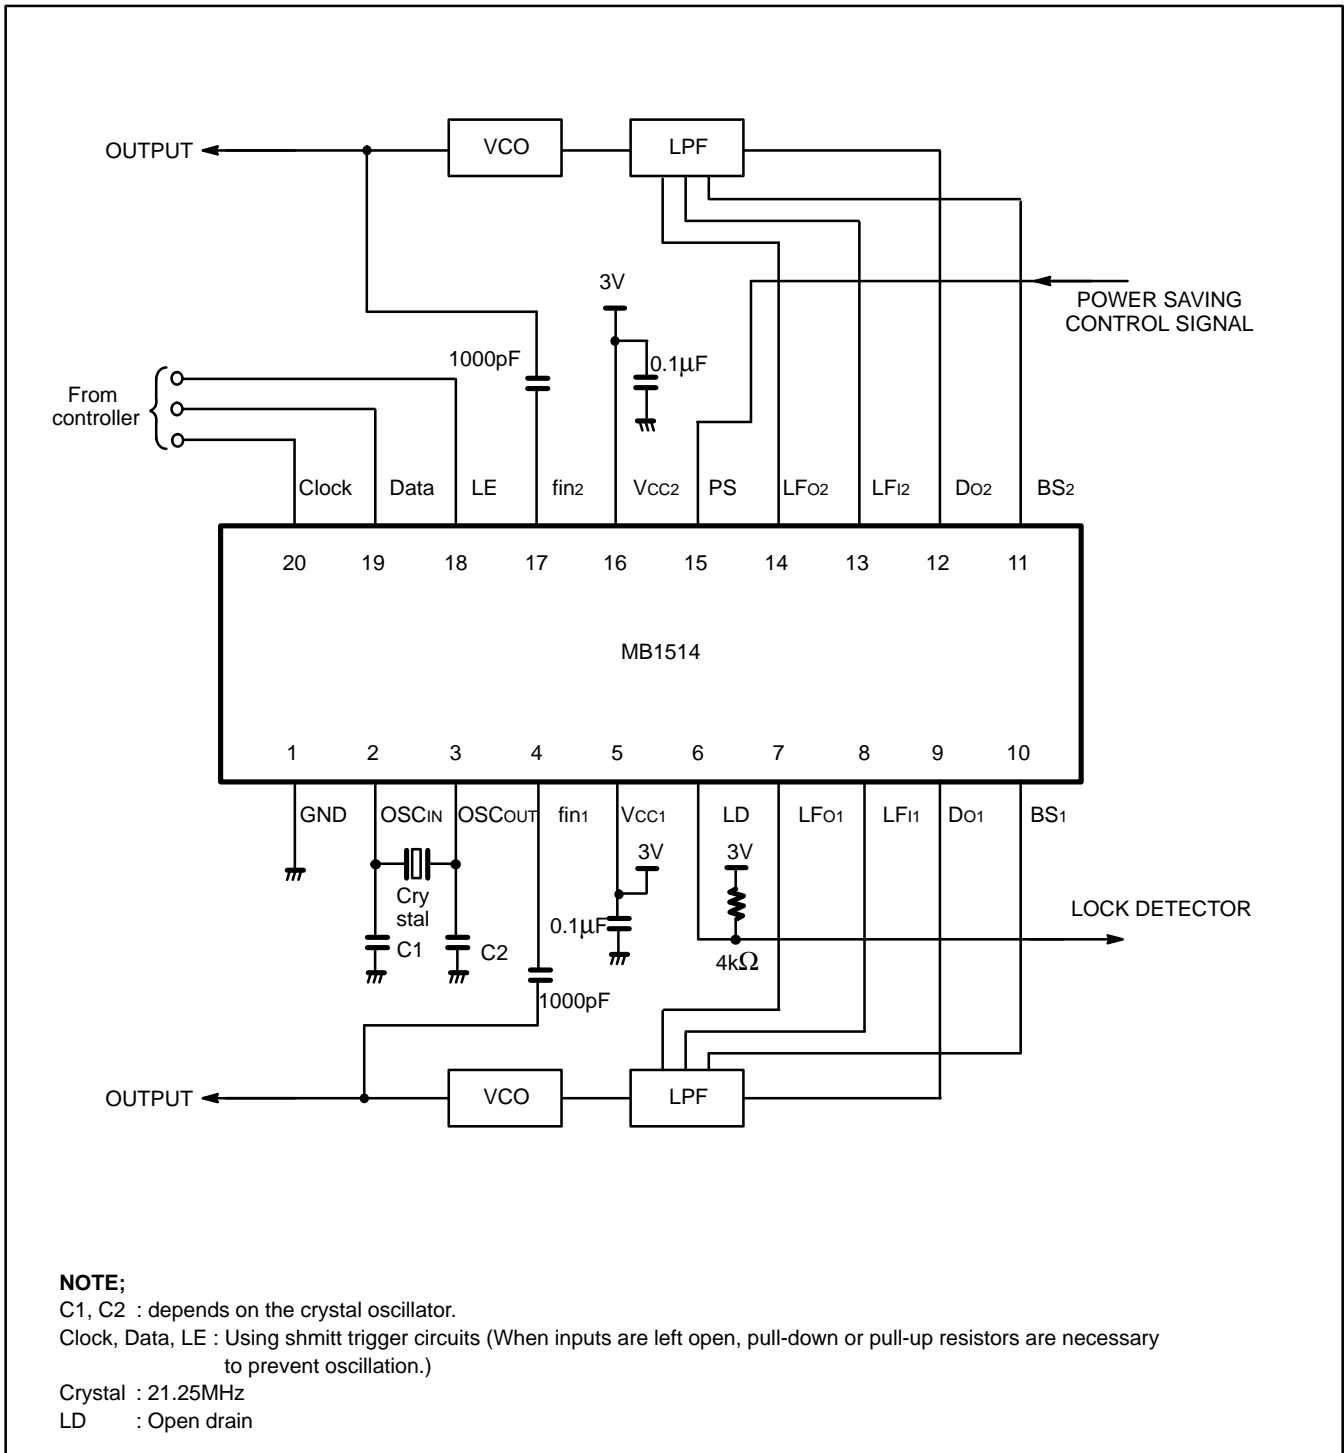 OUTPUT
VCO
LPF
3V
POWER SAVING
CONTROL SIGNAL
1000pF
0.1μF
From
controller
Clock
Data
LE
fin2
VCC2
PS
LFO2
LFI2
DO2
BS2
20
19
18
17
16
15
14
13
12
11
MB1514
1
2
3
4
5
6
7
8
9
10
GND
OSCIN
OSCOUT
fin1
VCC1
LD
LFO1
LFI1
DO1
BS1
3V
3V
Cry
stal
LOCK DETECTOR
0.1μF
C1
C2
4kΩ
1000pF
OUTPUT
VCO
LPF
NOTE;
C1, C2 : depends on the crystal oscillator.
Clock, Data, LE : Using shmitt trigger circuits (When inputs are left open, pull-down or pull-up resistors are necessary
to prevent oscillation.)
Crystal : 21.25MHz
LD : Open drain